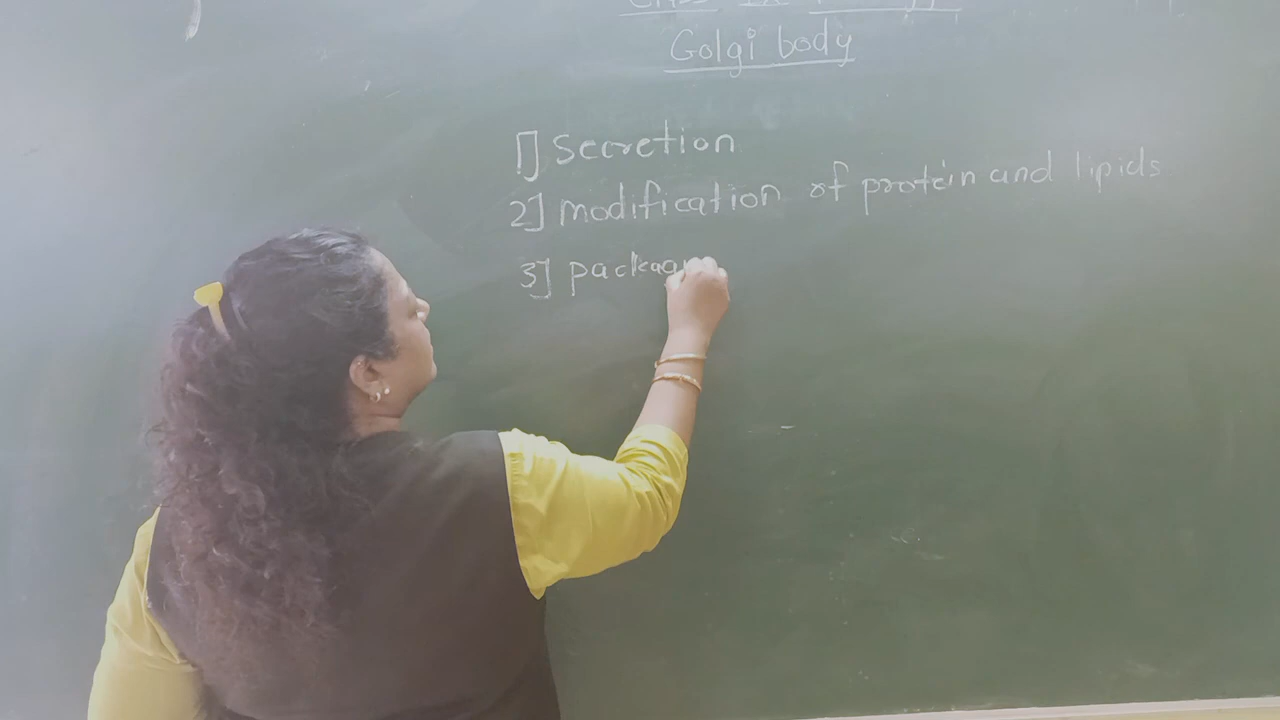 Golgi body
1] Secretion
2] modification of protein and lipids
3] packag